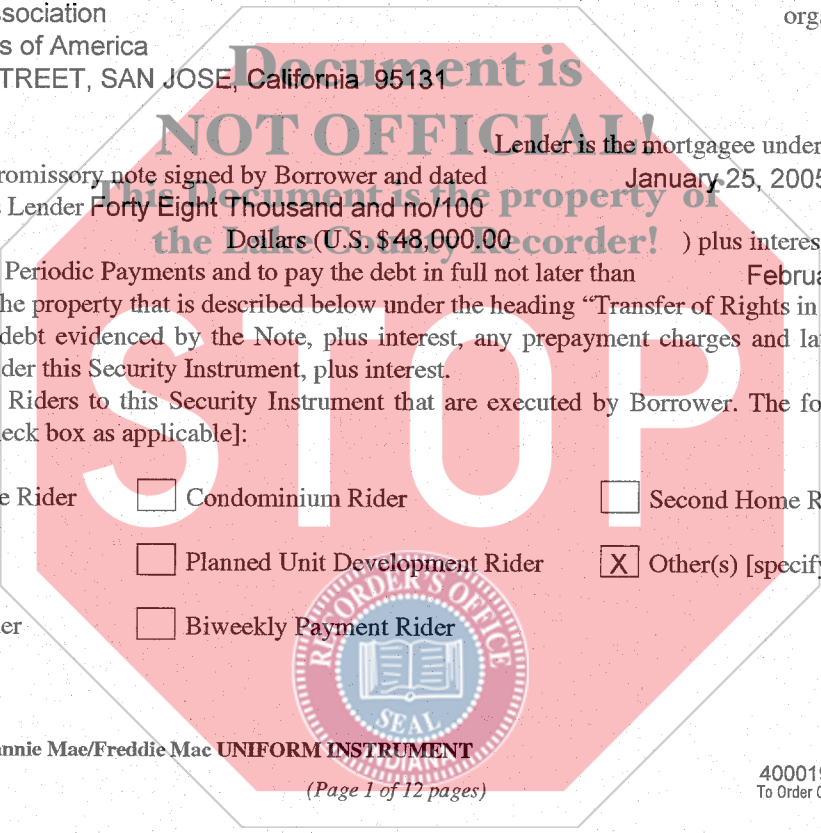 sociation
orga
s of America
TREET, SAN JOSE, California 95131
Document is
NOT OFFICIAL!
. Lender is the mortgagee under
romissory note signed by Borrower and dated January 25, 2005
This Document is the property of
s Lender Forty Eight Thousand and no/100
the Lake County Recorder!
Dollars (U.S. $48,000.00 ) plus interes
Periodic Payments and to pay the debt in full not later than Februa
he property that is described below under the heading “Transfer of Rights in
debt evidenced by the Note, plus interest, any prepayment charges and la
der this Security Instrument, plus interest.
Riders to this Security Instrument that are executed by Borrower. The fo
eck box as applicable]:
STOP
e Rider Condominium Rider Second Home R
Planned Unit Development Rider X Other(s) [specify
er Biweekly Payment Rider
RECORDER'S OFFICE
SEAL
INDIANA
annie Mae/Freddie Mac UNIFORM INSTRUMENT
(Page 1 of 12 pages)
400019
To Order C